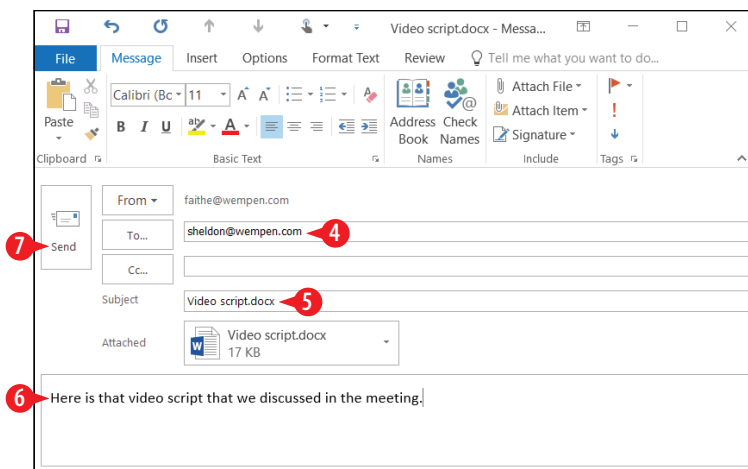 Video script.docx - Messa...
File Message Insert Options Format Text Review Tell me what you want to do...
Paste
Calibri (Bc 11 A A
B I U aby A
Address Book
Check Names
Attach File
Attach Item
Signature
Clipboard Basic Text Names Include Tags
From faithe@wempen.com
To... sheldon@wempen.com 4
7 Send
Cc...
Subject Video script.docx 5
Attached Video script.docx
17 KB
6 Here is that video script that we discussed in the meeting.